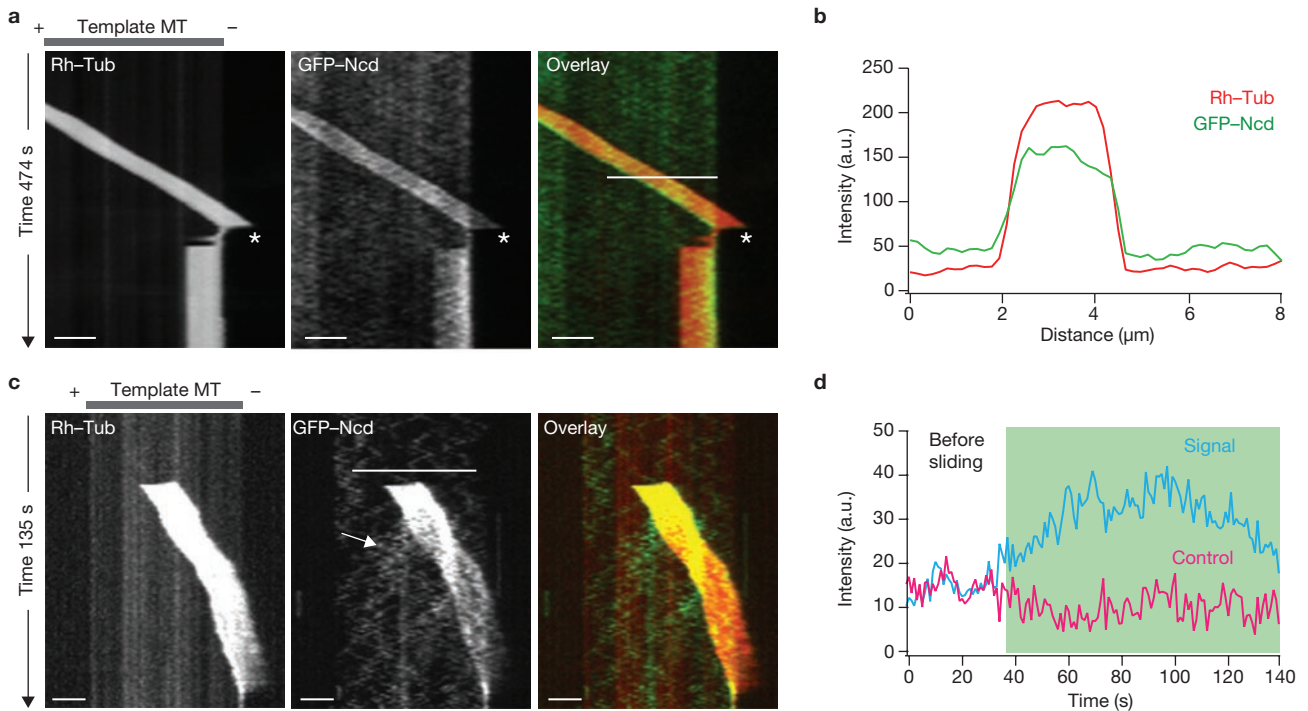 a
+ Template MT –
Time 474 s
Rh–Tub
GFP–Ncd
Overlay
*
*
*
b
250
200
150
100
50
0
Intensity (a.u.)
Rh–Tub
GFP–Ncd
0 2 4 6 8
Distance (µm)
c
+ Template MT –
Time 135 s
Rh–Tub
GFP–Ncd
Overlay
d
50
40
30
20
10
0
Intensity (a.u.)
Before
sliding
Signal
Control
0 20 40 60 80 100 120 140
Time (s)